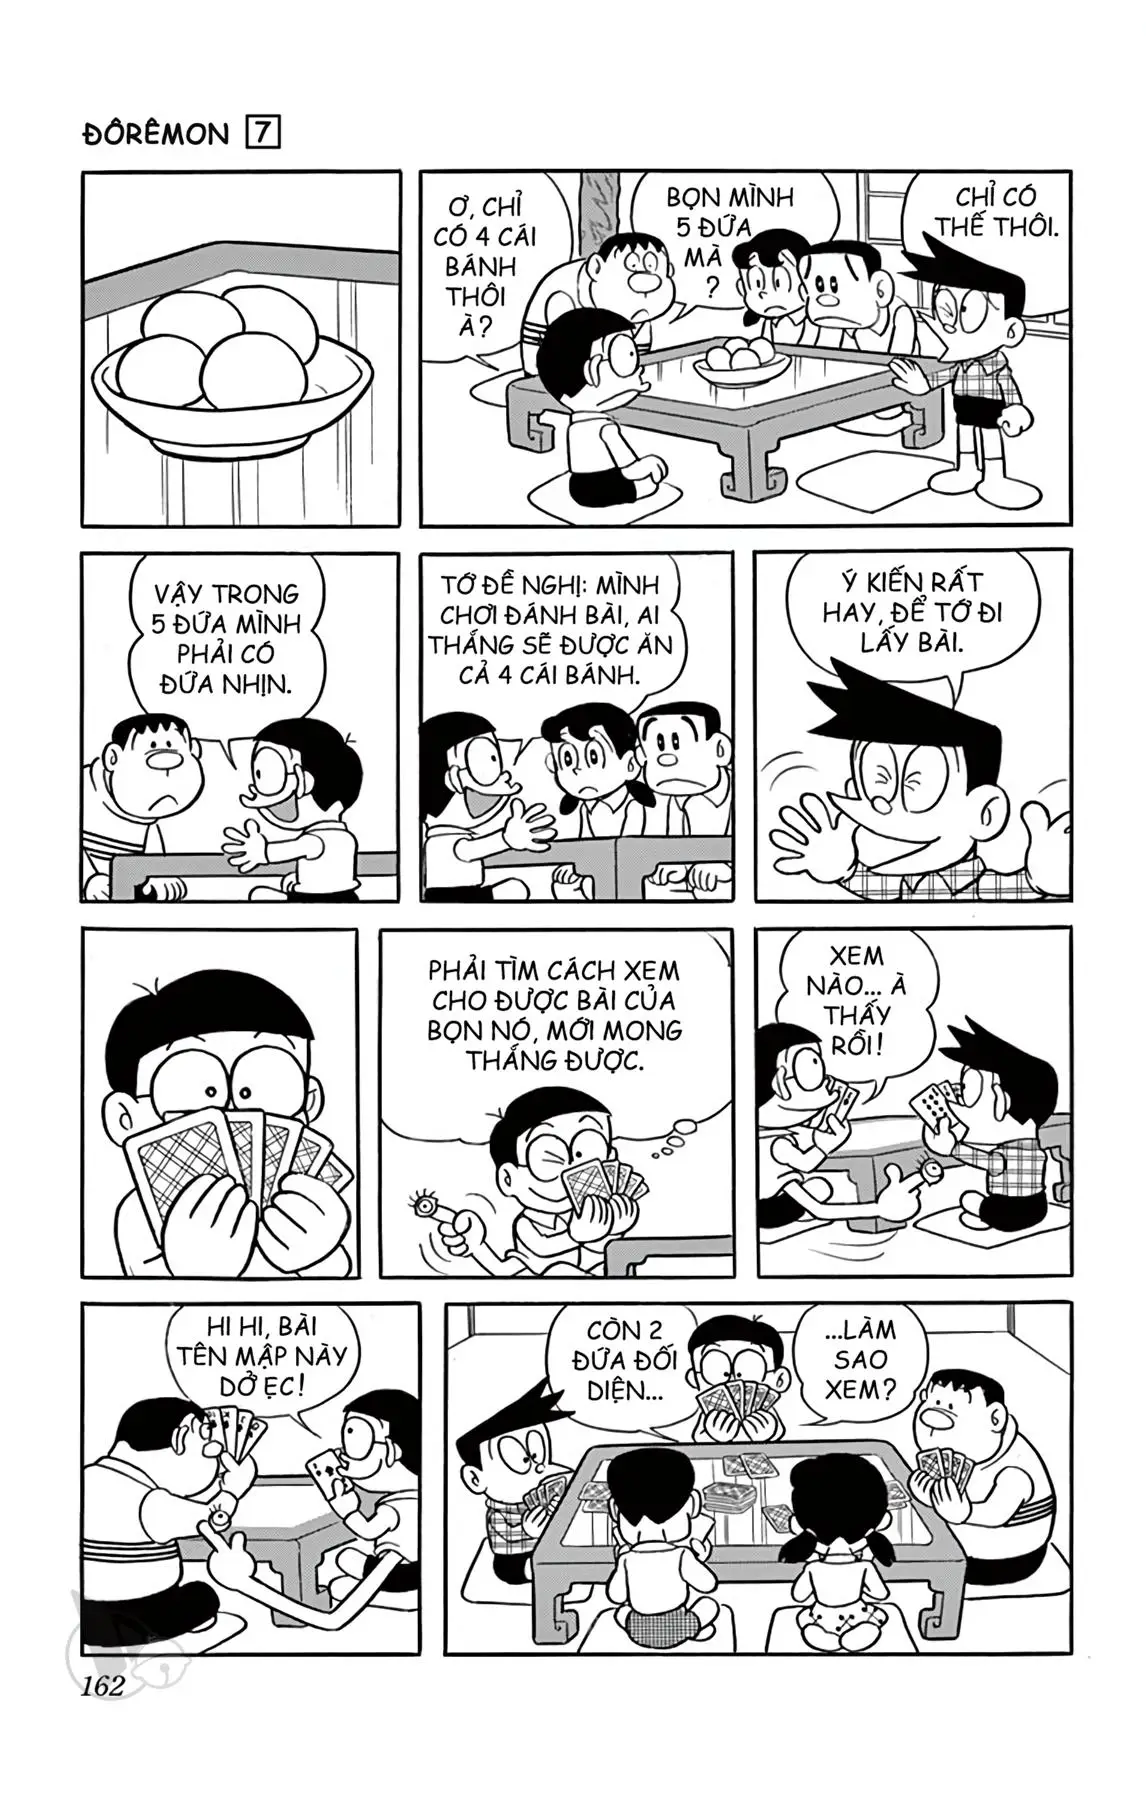 ĐÔRÊMON 7
Ơ, CHỈ
CÓ 4 CÁI
BÁNH
THÔI
À?
BỌN MÌNH
5 ĐỨA
MÀ
?
CHỈ CÓ
THẾ THÔI.
VẬY TRONG
5 ĐỨA MÌNH
PHẢI CÓ
ĐỨA NHỊN.
TỚ ĐỀ NGHỊ: MÌNH
CHƠI ĐÁNH BÀI, AI
THẮNG SẼ ĐƯỢC ĂN
CẢ 4 CÁI BÁNH.
Ý KIẾN RẤT
HAY, ĐỂ TỚ ĐI
LẤY BÀI.
PHẢI TÌM CÁCH XEM
CHO ĐƯỢC BÀI CỦA
BỌN NÓ, MỚI MONG
THẮNG ĐƯỢC.
XEM
NÀO... À
THẤY
RỒI!
HI HI, BÀI
TÊN MẬP NÀY
DỞ ẸC!
CÒN 2
ĐỨA ĐỐI
DIỆN...
...LÀM
SAO
XEM?
162